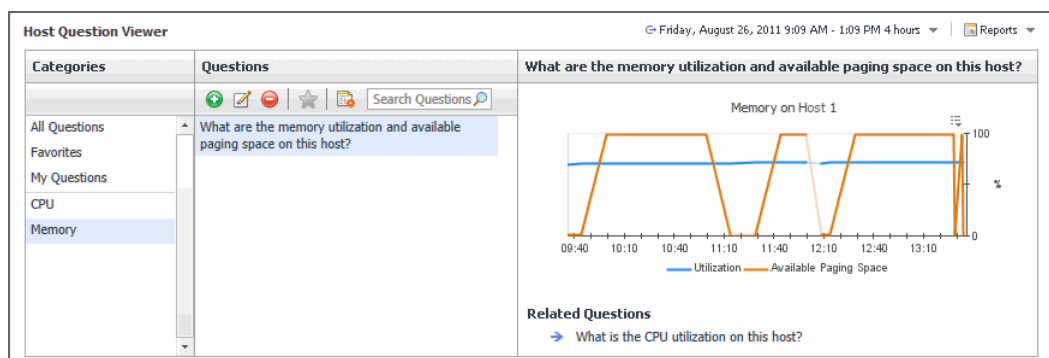 Host Question Viewer
Friday, August 26, 2011 9:09 AM - 1:09 PM 4 hours
Reports
Categories
Questions
What are the memory utilization and available paging space on this host?
Search Questions
All Questions
Favorites
My Questions
CPU
Memory
What are the memory utilization and available
paging space on this host?
Memory on Host 1
100
%
0
09:40 10:10 10:40 11:10 11:40 12:10 12:40 13:10
Utilization Available Paging Space
Related Questions
What is the CPU utilization on this host?